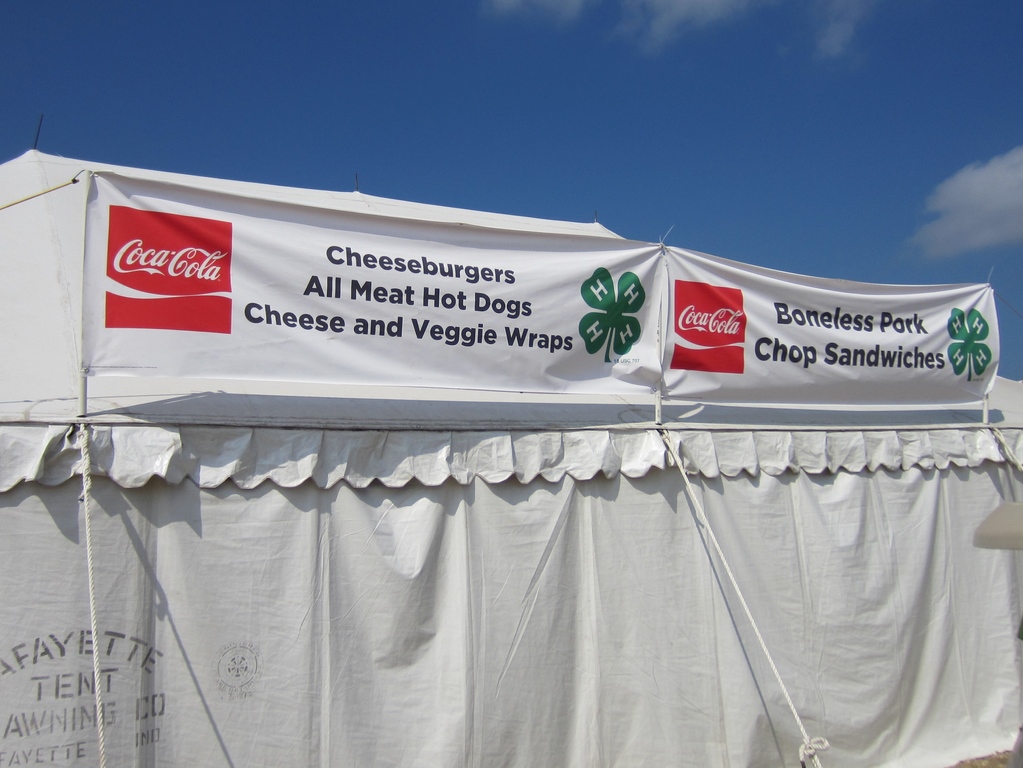 Coca-Cola
Cheeseburgers
All Meat Hot Dogs
Cheese and Veggie Wraps
H H
H H
Coca-Cola
Boneless Pork
Chop Sandwiches
H H
H H
AFAYETTE
TENT
AWNING CO
FAYETTE IND